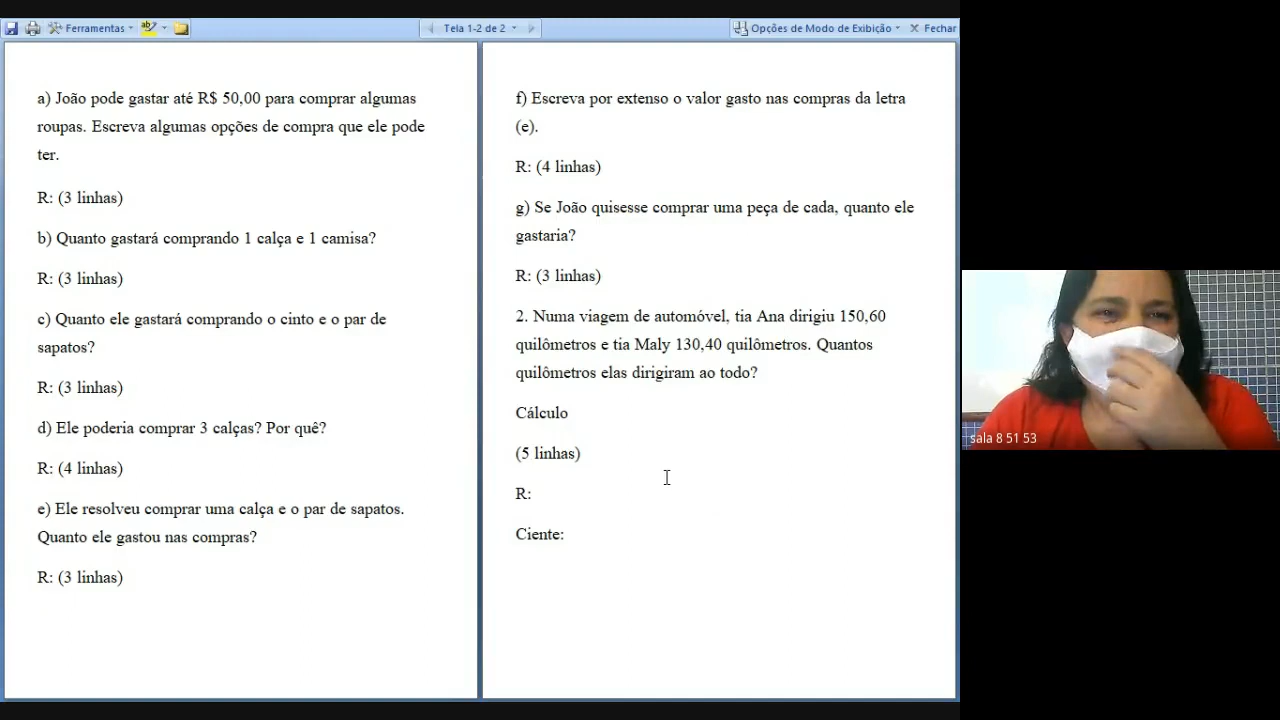 Ferramentas
Tela 1-2 de 2
Opções de Modo de Exibição
Fechar
a) João pode gastar até R$ 50,00 para comprar algumas
roupas. Escreva algumas opções de compra que ele pode
ter.
R: (3 linhas)
b) Quanto gastará comprando 1 calça e 1 camisa?
R: (3 linhas)
c) Quanto ele gastará comprando o cinto e o par de
sapatos?
R: (3 linhas)
d) Ele poderia comprar 3 calças? Por quê?
R: (4 linhas)
e) Ele resolveu comprar uma calça e o par de sapatos.
Quanto ele gastou nas compras?
R: (3 linhas)
f) Escreva por extenso o valor gasto nas compras da letra
(e).
R: (4 linhas)
g) Se João quisesse comprar uma peça de cada, quanto ele
gastaria?
R: (3 linhas)
2. Numa viagem de automóvel, tia Ana dirigiu 150,60
quilômetros e tia Maly 130,40 quilômetros. Quantos
quilômetros elas dirigiram ao todo?
Cálculo
(5 linhas)
R:
Ciente:
sala 8 51 53